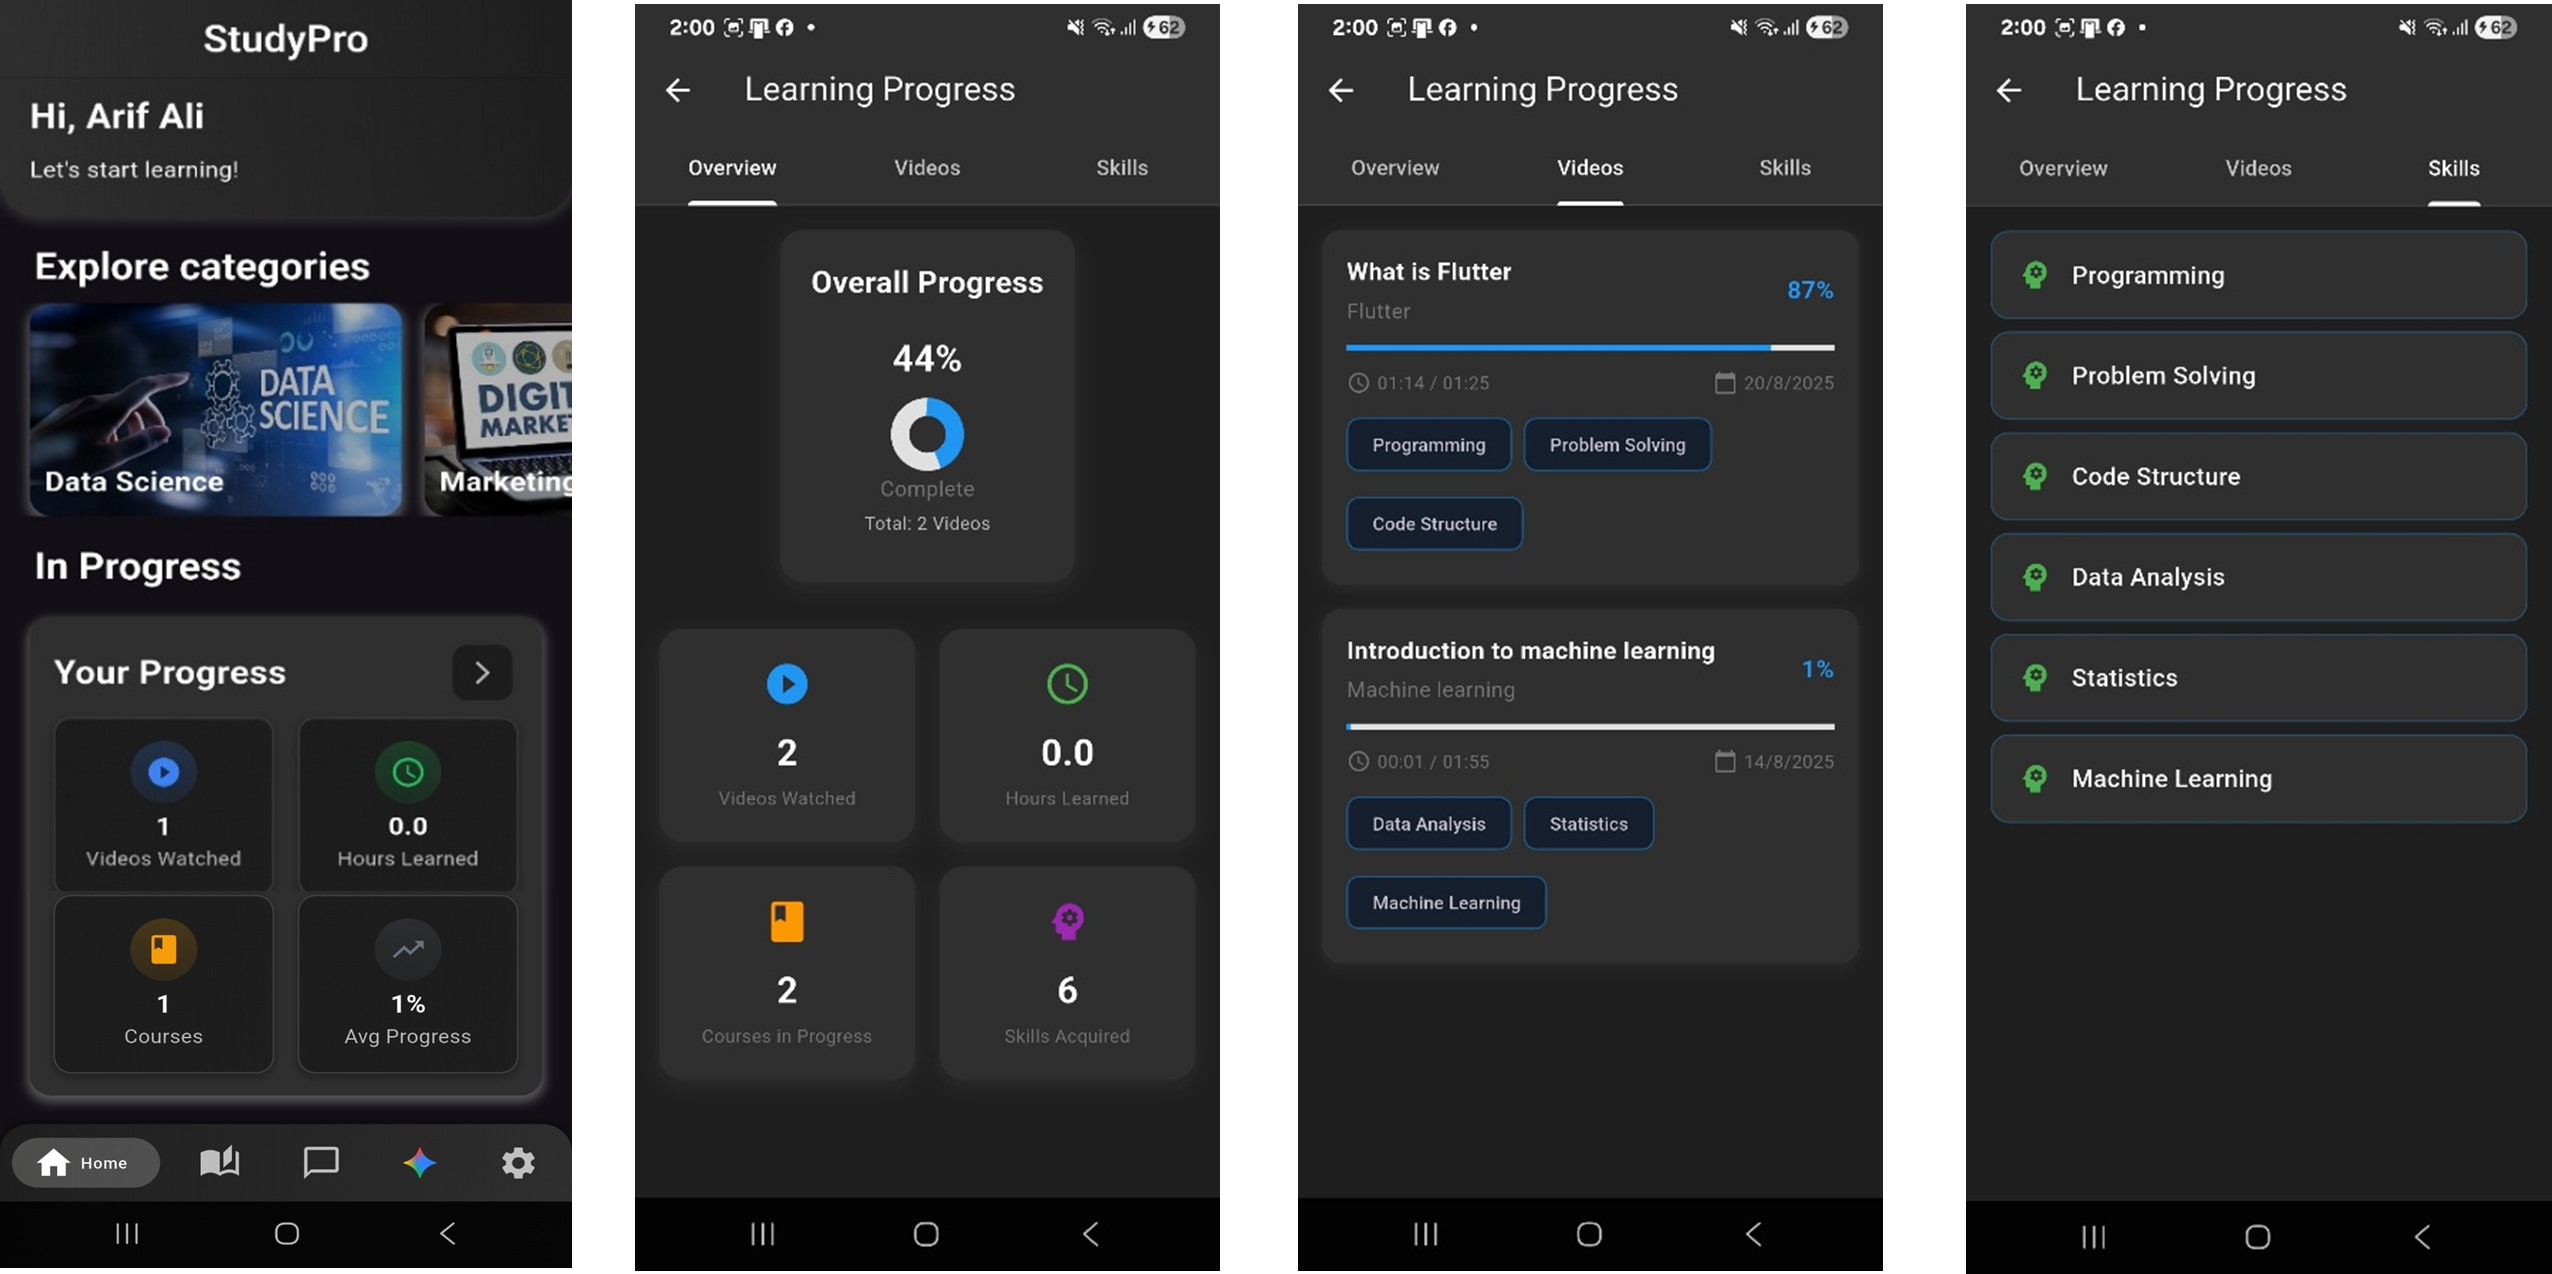 StudyPro
Hi, Arif Ali
Let's start learning!
Explore categories
DATA
SCIENCE
Data Science
MARKE
Marketing
In Progress
Your Progress
1
Videos Watched
0.0
Hours Learned
1
Courses
1%
Avg Progress
Home
2:00
62
Learning Progress
Overview
Videos
Skills
Overall Progress
44%
Complete
Total: 2 Videos
2
Videos Watched
0.0
Hours Learned
2
Courses in Progress
6
Skills Acquired
2:00
62
Learning Progress
Overview
Videos
Skills
What is Flutter
87%
Flutter
01:14 / 01:25
20/8/2025
Programming
Problem Solving
Code Structure
Introduction to machine learning
1%
Machine learning
00:01 / 01:55
14/8/2025
Data Analysis
Statistics
Machine Learning
2:00
62
Learning Progress
Overview
Videos
Skills
Programming
Problem Solving
Code Structure
Data Analysis
Statistics
Machine Learning